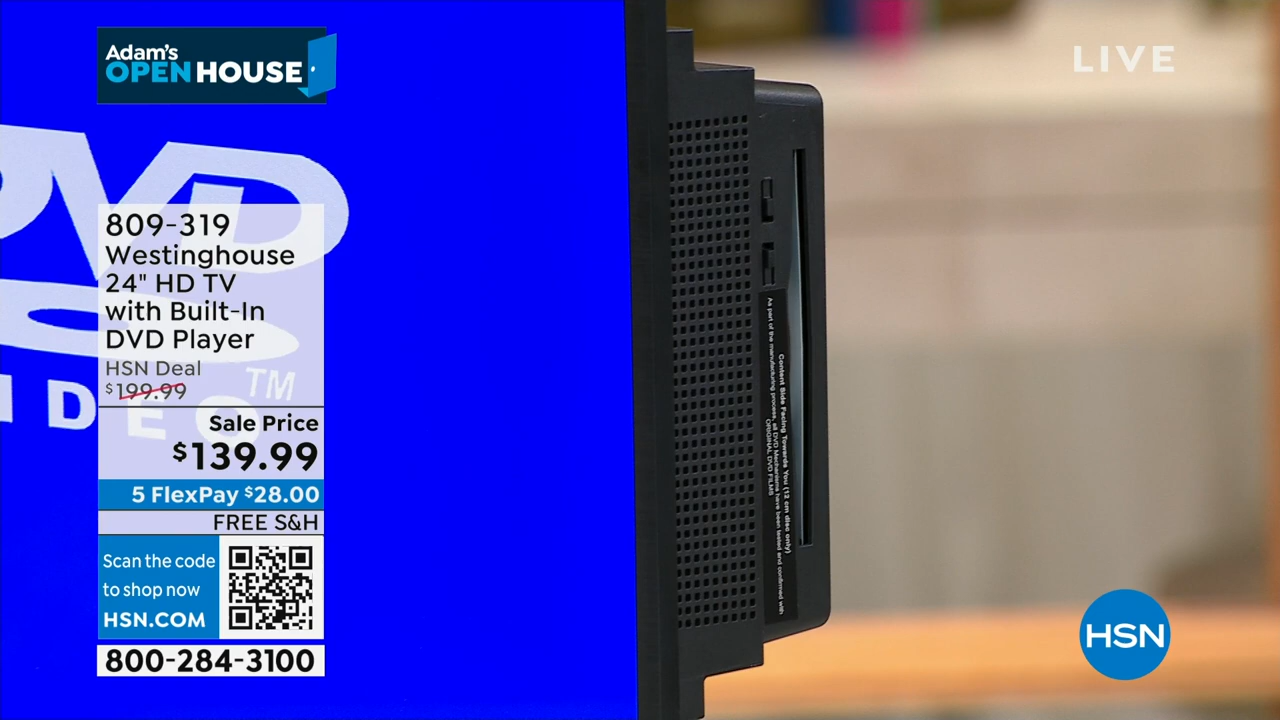 Adam's
OPEN HOUSE
LIVE
DVD
VIDEO
TM
809-319
Westinghouse
24" HD TV
with Built-In
DVD Player
HSN Deal
$199.99
Sale Price
$139.99
5 FlexPay $28.00
FREE S&H
Scan the code
to shop now
HSN.COM
800-284-3100
Content Side Facing Towards You (12 cm disc only)
As part of the manufacturing process, all DVD Mechanisms have been tested and confirmed with
ORIGINAL DVD FILMS
HSN